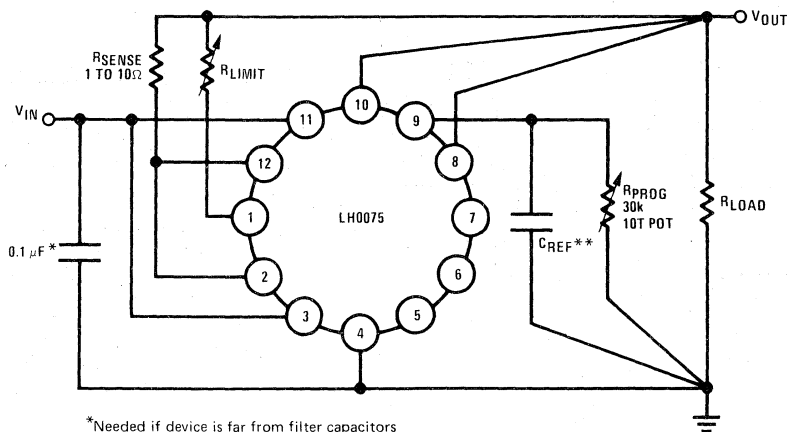 VOUT
RSENSE
1 TO 10Ω
RLIMIT
VIN
10
11
9
12
8
1
LH0075
7
2
6
3
5
4
0.1 μF*
CREF**
RPROG
30k
10T POT
RLOAD
*Needed if device is far from filter capacitors